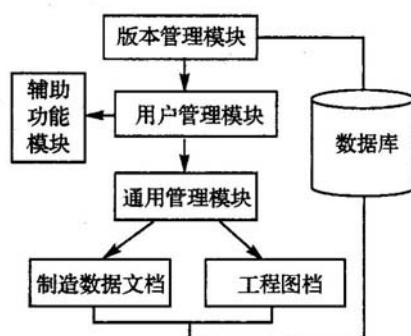 版本管理模块
辅助
功能
模块
用户管理模块
数据库
通用管理模块
制造数据文档
工程图档